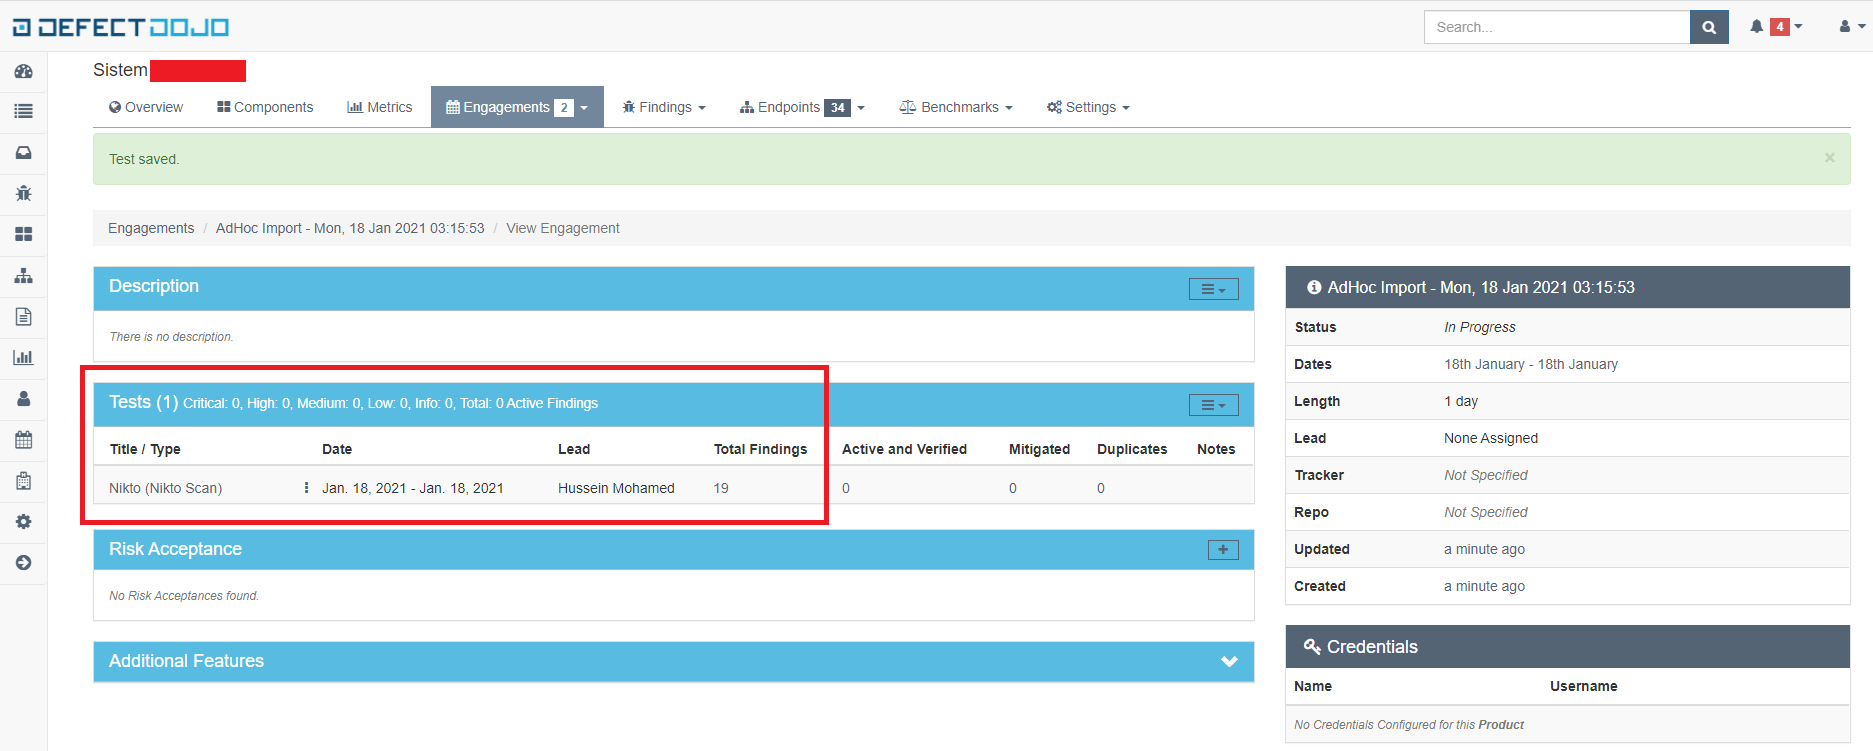 DEFECTDOJO
Search...
4
Sistem
Overview
Components
Metrics
Engagements 2
Findings
Endpoints 34
Benchmarks
Settings
Test saved.
×
Engagements / AdHoc Import - Mon, 18 Jan 2021 03:15:53 / View Engagement
Description
There is no description.
Tests (1) Critical: 0, High: 0, Medium: 0, Low: 0, Info: 0, Total: 0 Active Findings
Title / Type Date Lead Total Findings Active and Verified Mitigated Duplicates Notes
Nikto (Nikto Scan) Jan. 18, 2021 - Jan. 18, 2021 Hussein Mohamed 19 0 0 0
Risk Acceptance
No Risk Acceptances found.
Additional Features
AdHoc Import - Mon, 18 Jan 2021 03:15:53
Status In Progress
Dates 18th January - 18th January
Length 1 day
Lead None Assigned
Tracker Not Specified
Repo Not Specified
Updated a minute ago
Created a minute ago
Credentials
Name Username
No Credentials Configured for this Product